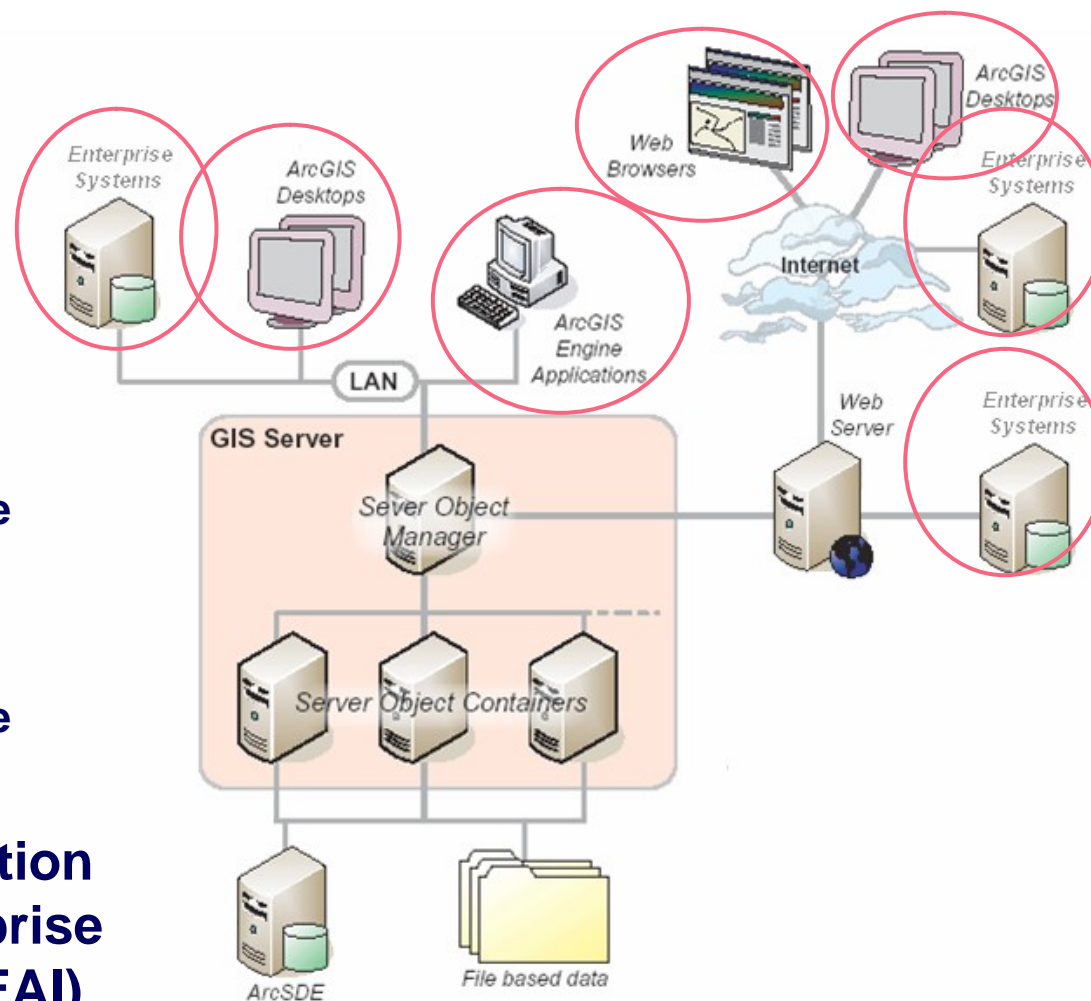 Enterprise
Systems
ArcGIS
Desktops
Web
Browsers
ArcGIS
Desktops
Enterprise
Systems
Internet
ArcGIS
Engine
Applications
LAN
Web
Server
Enterprise
Systems
GIS Server
Sever Object
Manager
Server Object Containers
ArcSDE
File based data
e
e
tion
prise
EAI)